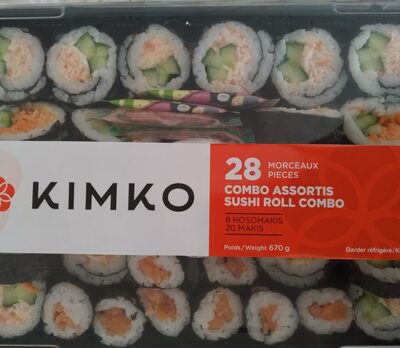 KIMKO
28 MORCEAUX
PIECES
COMBO ASSORTIS
SUSHI ROLL COMBO
8 HOSOMAKIS
20 MAKIS
Poids/Weight 670 g
Garder réfrigéré/